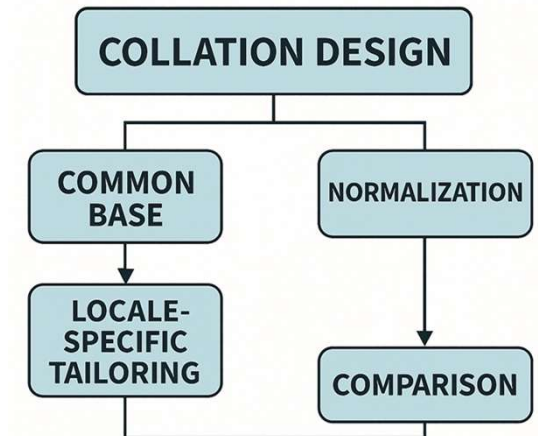 COLLATION DESIGN
COMMON
BASE
NORMALIZATION
LOCALE-
SPECIFIC
TAILORING
COMPARISON